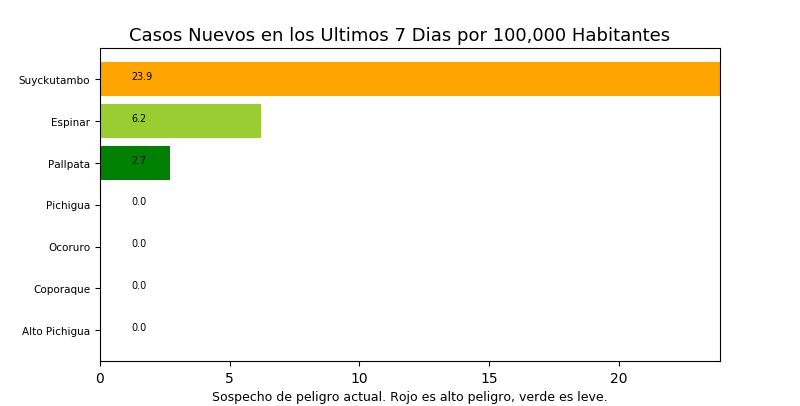 Casos Nuevos en los Ultimos 7 Dias por 100,000 Habitantes
Suyckutambo 23.9
Espinar 6.2
Pallpata 2.7
Pichigua 0.0
Ocoruro 0.0
Coporaque 0.0
Alto Pichigua 0.0
0 5 10 15 20
Sospecho de peligro actual. Rojo es alto peligro, verde es leve.